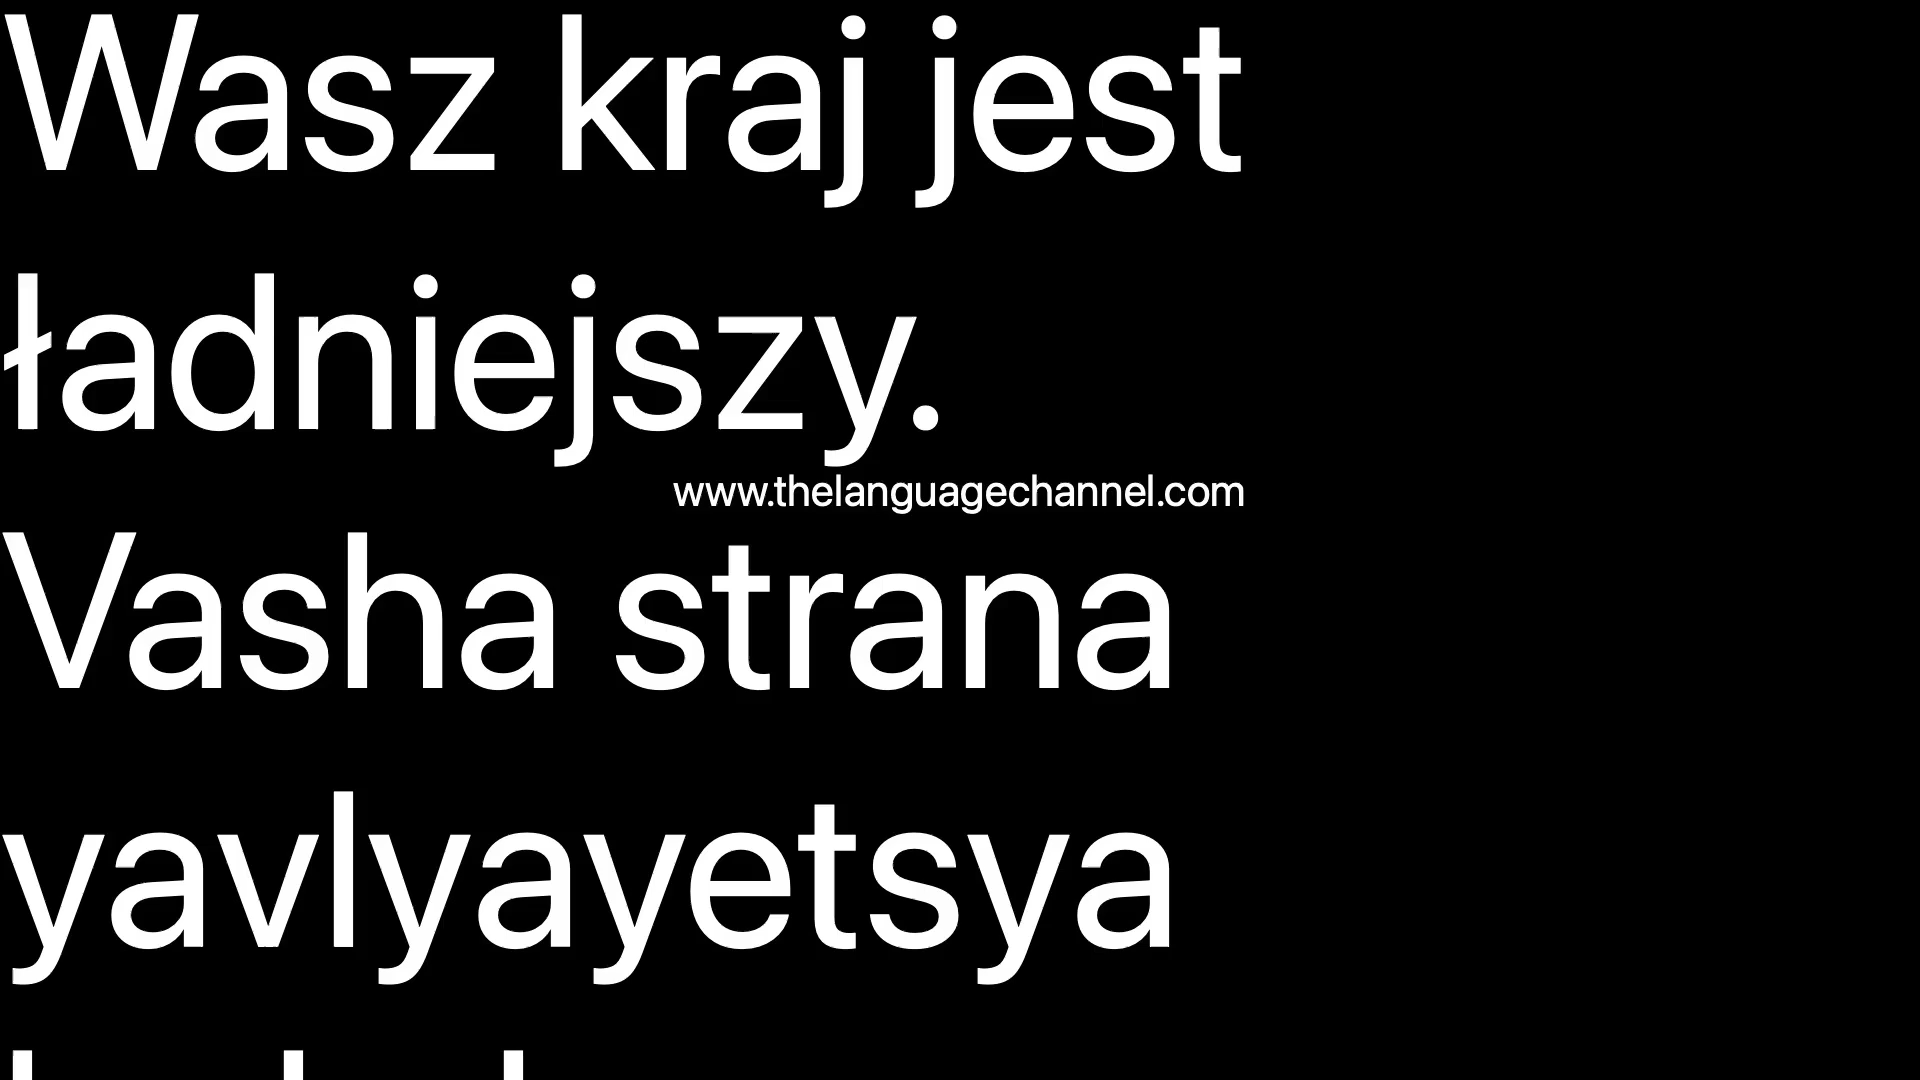 Wasz kraj jest
ładniejszy.
www.thelanguagechannel.com
Vasha strana
yavlyayetsya